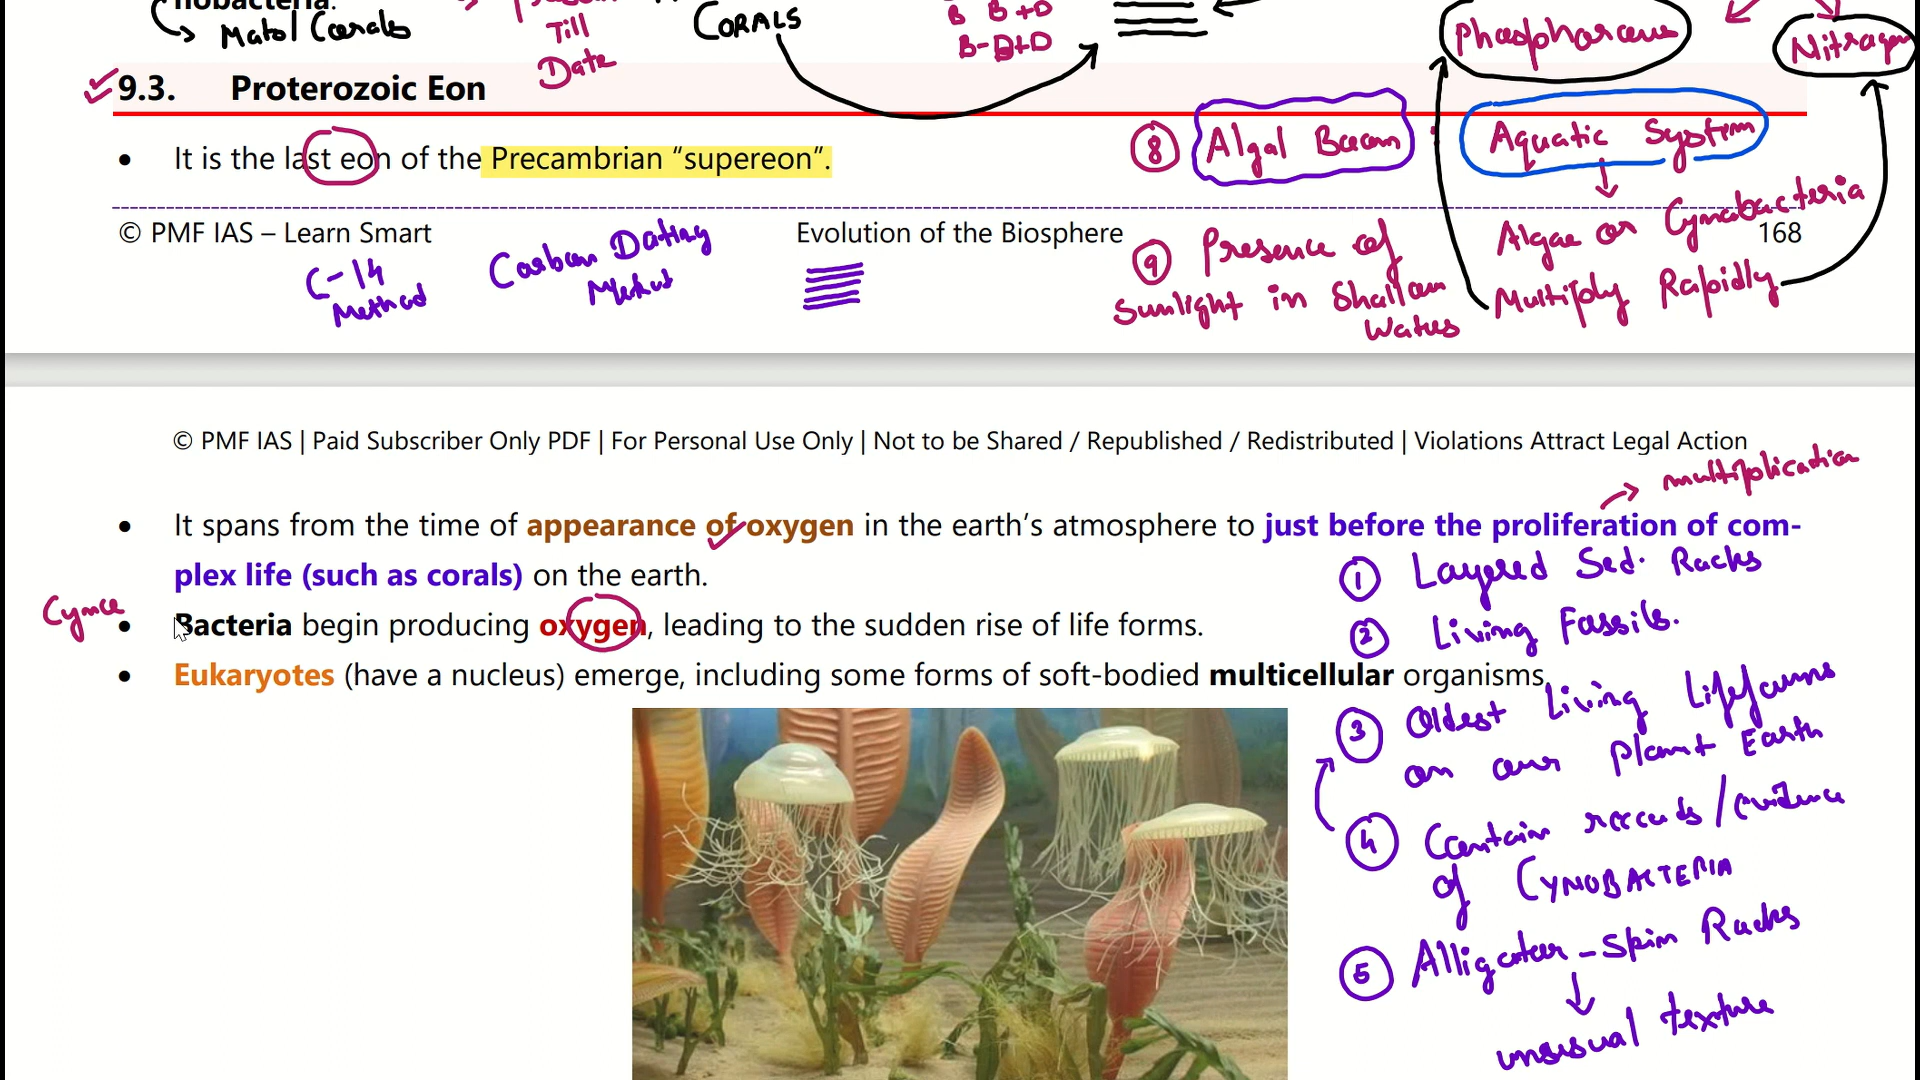 nobacteria.
Matol Corals
Till
Date
CORALS
B B+D
B-B+D
Phosphorous
Nitrogen
9.3. Proterozoic Eon
• It is the last eon of the Precambrian “supereon”.
8 Algal Boom
Aquatic System
Algae or Cynobacteria
Multiply Rapidly
© PMF IAS – Learn Smart
Evolution of the Biosphere
168
C-14
Method
Carbon Dating
Method
9 Presence of
Sunlight in Shallow
Waters
© PMF IAS | Paid Subscriber Only PDF | For Personal Use Only | Not to be Shared / Republished / Redistributed | Violations Attract Legal Action
multiplication
• It spans from the time of appearance of oxygen in the earth’s atmosphere to just before the proliferation of com-
plex life (such as corals) on the earth.
Cyno
• Bacteria begin producing oxygen, leading to the sudden rise of life forms.
• Eukaryotes (have a nucleus) emerge, including some forms of soft-bodied multicellular organisms.
1 Layered Sed. Rocks
2 Living Fossils.
3 Oldest Living Lifeforms
on our planet Earth
4 Contain records/evidence
of CYNOBACTERIA
5 Alligator-Skin Rocks
unusual texture